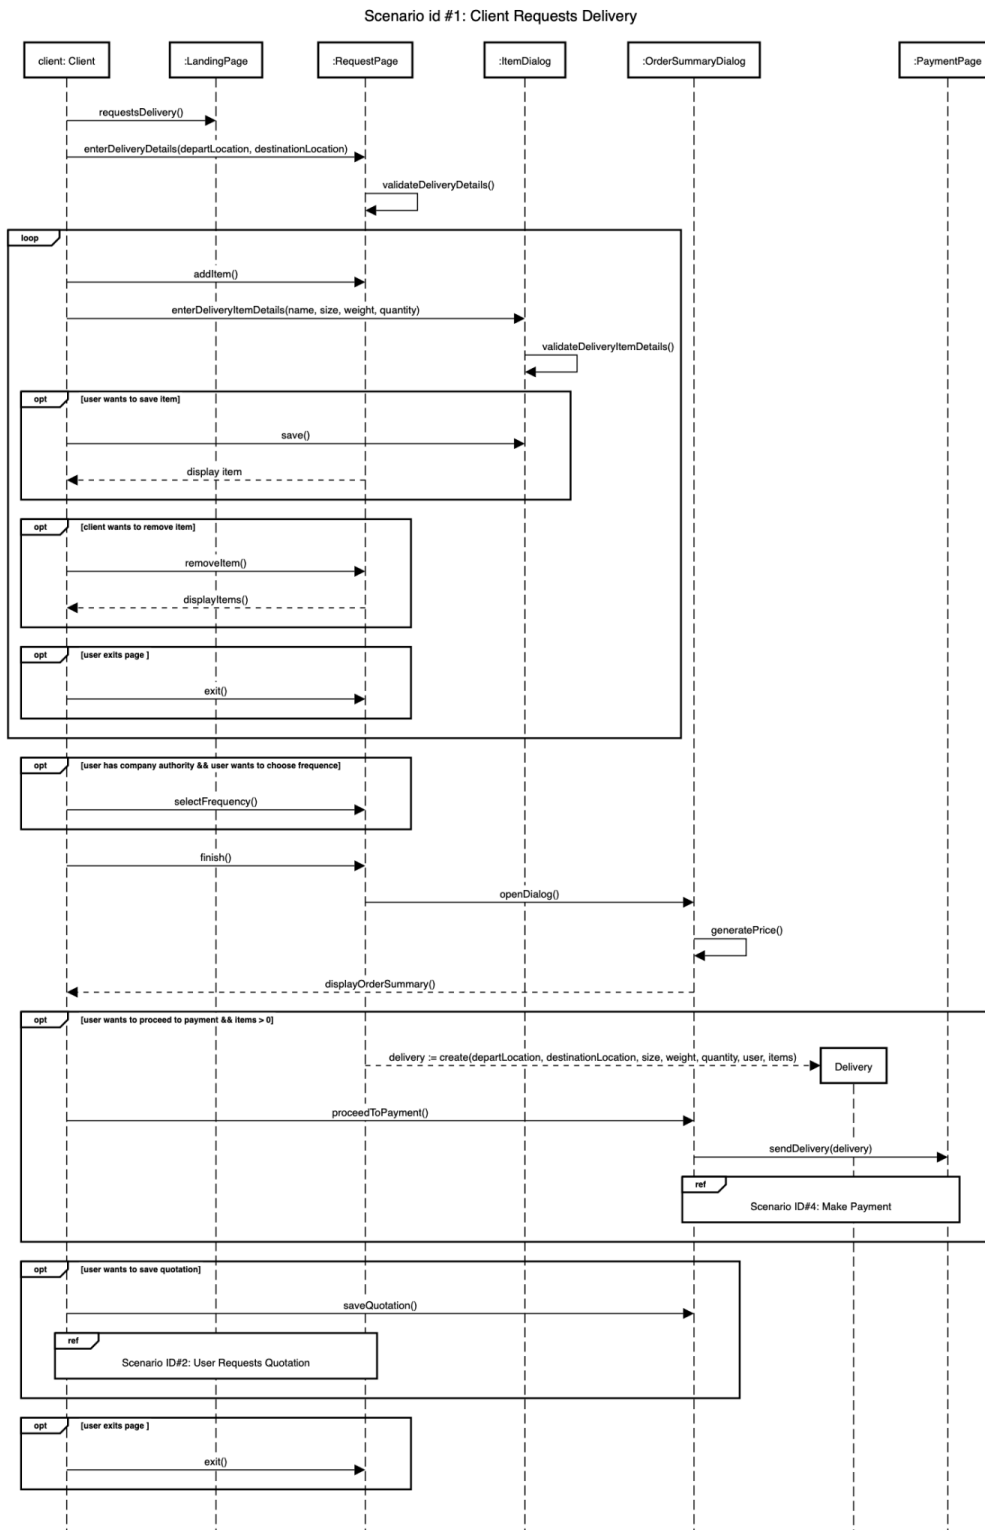 Scenario id #1: Client Requests Delivery
client: Client
:LandingPage
:RequestPage
:ItemDialog
:OrderSummaryDialog
:PaymentPage
requestsDelivery()
enterDeliveryDetails(departLocation, destinationLocation)
validateDeliveryDetails()
loop
addItem()
enterDeliveryItemDetails(name, size, weight, quantity)
validateDeliveryItemDetails()
opt
[user wants to save item]
save()
display item
opt
[client wants to remove item]
removeItem()
displayItems()
opt
[user exits page ]
exit()
opt
[user has company authority && user wants to choose frequence]
selectFrequency()
finish()
openDialog()
generatePrice()
displayOrderSummary()
opt
[user wants to proceed to payment && items > 0]
delivery := create(departLocation, destinationLocation, size, weight, quantity, user, items)
Delivery
proceedToPayment()
sendDelivery(delivery)
ref
Scenario ID#4: Make Payment
opt
[user wants to save quotation]
saveQuotation()
ref
Scenario ID#2: User Requests Quotation
opt
[user exits page ]
exit()